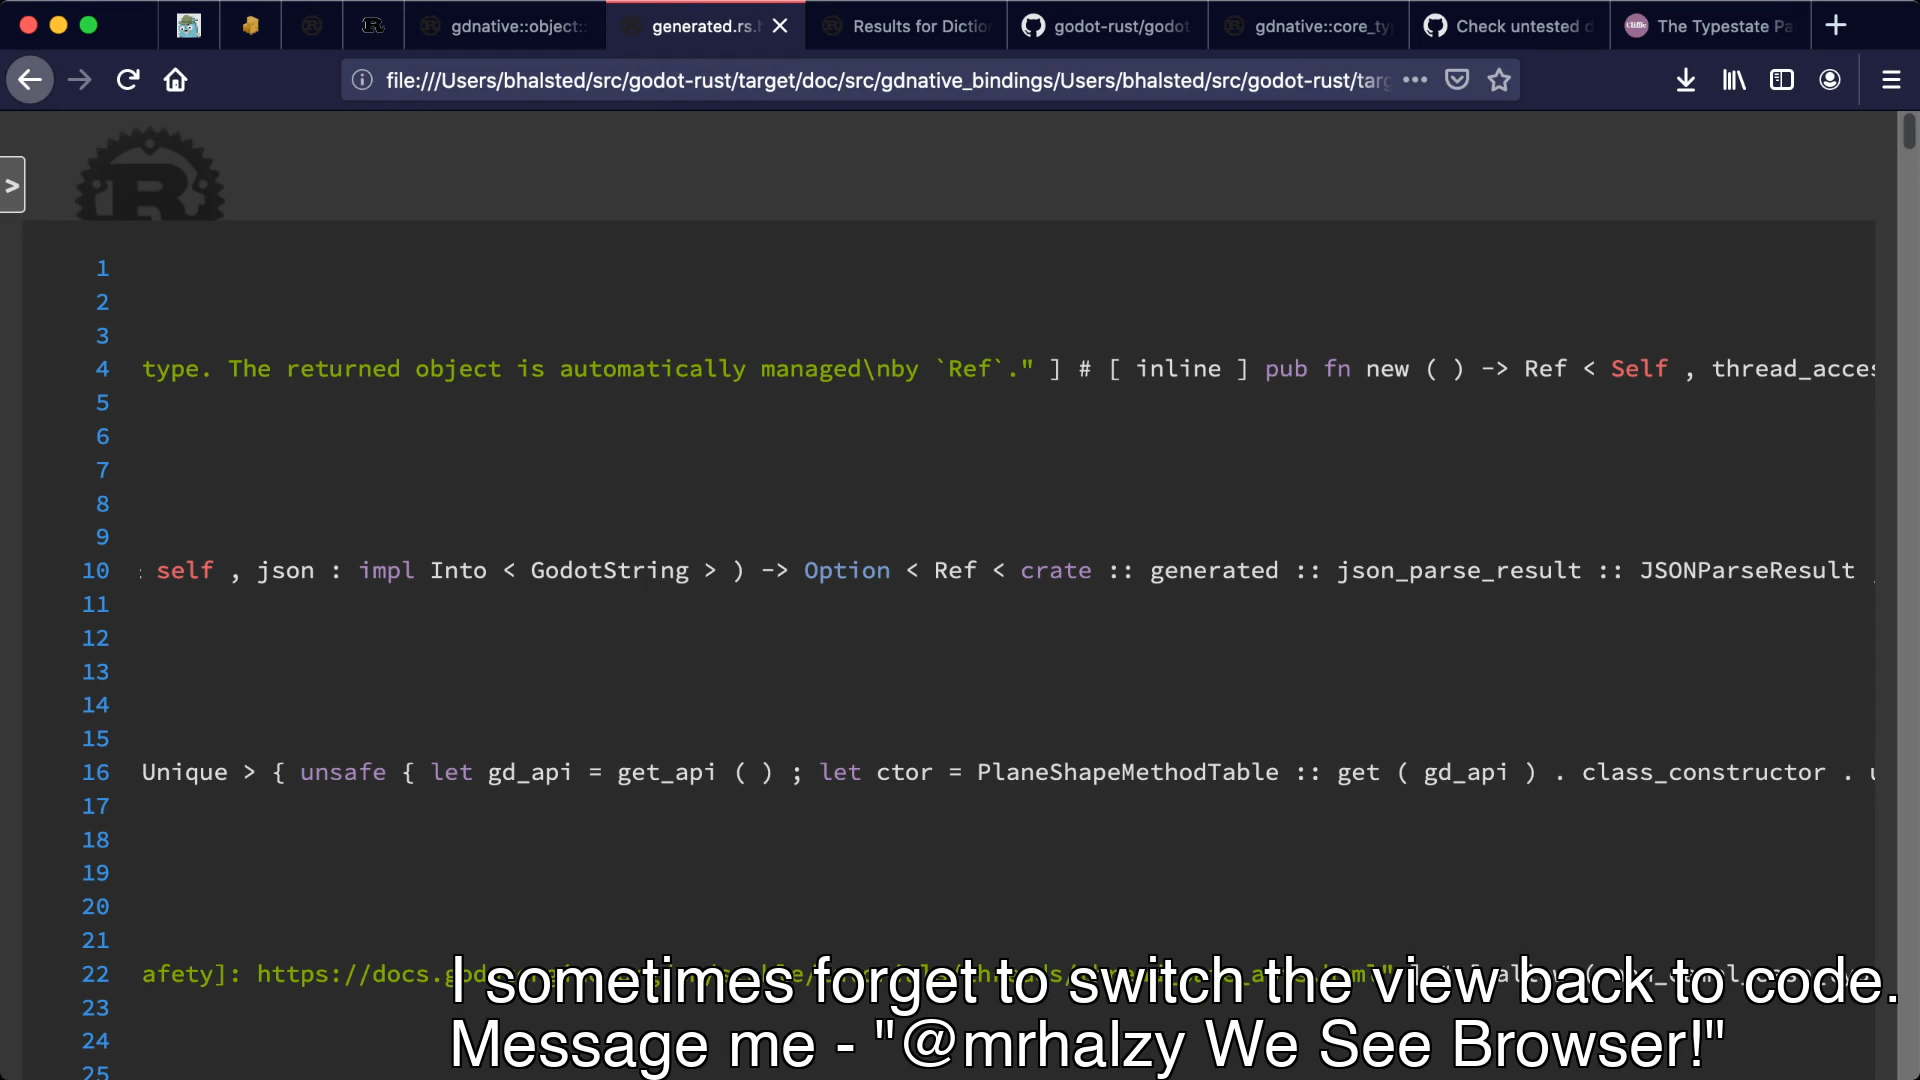 gdnative::object::
generated.rs.h
Results for Dictio
godot-rust/godot
gdnative::core_ty
Check untested d
The Typestate Pa
file:///Users/bhalsted/src/godot-rust/target/doc/src/gdnative_bindings/Users/bhalsted/src/godot-rust/targ
>
1
2
3
4 type. The returned object is automatically managed\nby `Ref`." ] # [ inline ] pub fn new ( ) -> Ref < Self , thread_acces
5
6
7
8
9
10 : self , json : impl Into < GodotString > ) -> Option < Ref < crate :: generated :: json_parse_result :: JSONParseResult ,
11
12
13
14
15
16 Unique > { unsafe { let gd_api = get_api ( ) ; let ctor = PlaneShapeMethodTable :: get ( gd_api ) . class_constructor . u
17
18
19
20
21
22 afety]: https://docs.god
23
24
25
I sometimes forget to switch the view back to code.
Message me - "@mrhalzy We See Browser!"